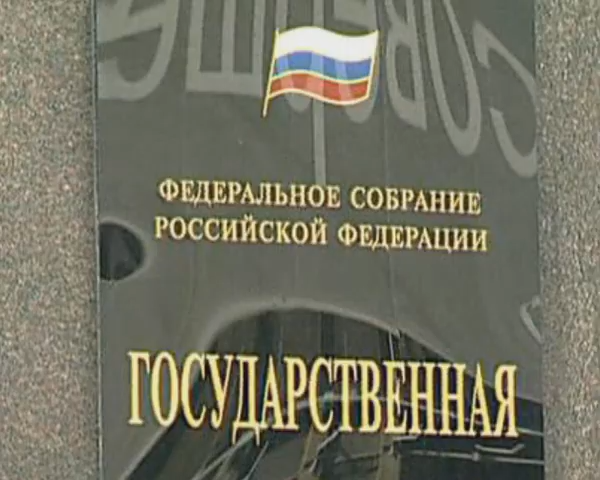 ФЕДЕРАЛЬНОЕ СОБРАНИЕ
РОССИЙСКОЙ ФЕДЕРАЦИИ
ГОСУДАРСТВЕННАЯ